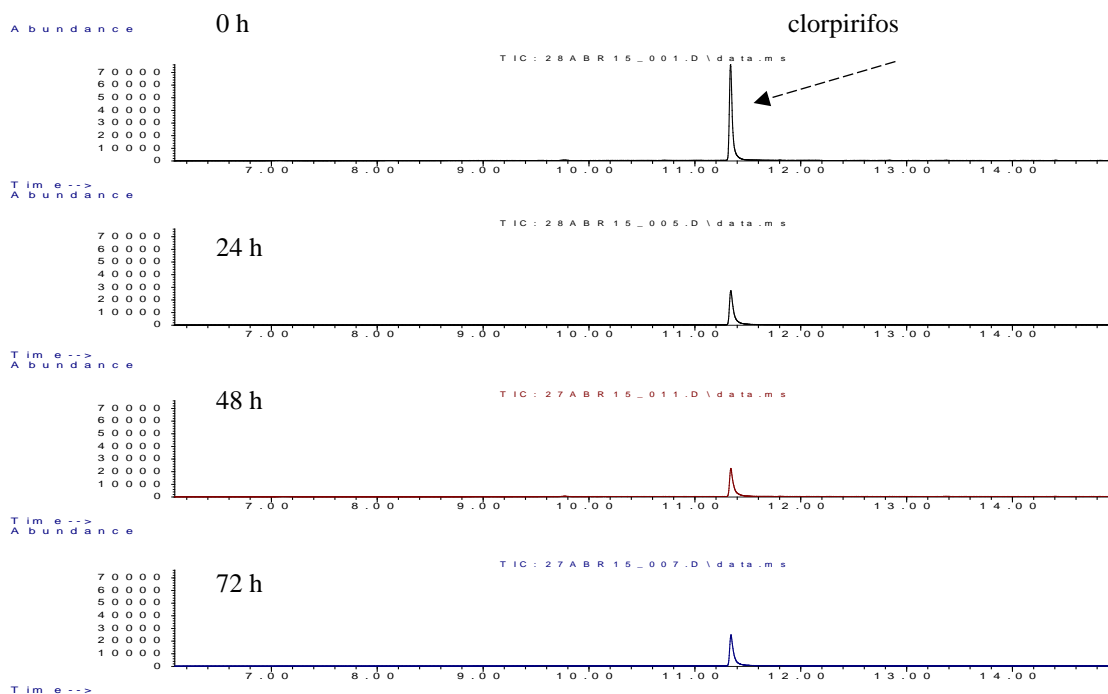 Abundance
0 h
clorpirifos
TIC: 28ABR15_001.D\data.ms
70000
60000
50000
40000
30000
20000
10000
0
7.00 8.00 9.00 10.00 11.00 12.00 13.00 14.00
Time-->
Abundance
TIC: 28ABR15_005.D\data.ms
24 h
70000
60000
50000
40000
30000
20000
10000
0
7.00 8.00 9.00 10.00 11.00 12.00 13.00 14.00
Time-->
Abundance
TIC: 27ABR15_011.D\data.ms
48 h
70000
60000
50000
40000
30000
20000
10000
0
7.00 8.00 9.00 10.00 11.00 12.00 13.00 14.00
Time-->
Abundance
TIC: 27ABR15_007.D\data.ms
72 h
70000
60000
50000
40000
30000
20000
10000
0
7.00 8.00 9.00 10.00 11.00 12.00 13.00 14.00
Time-->